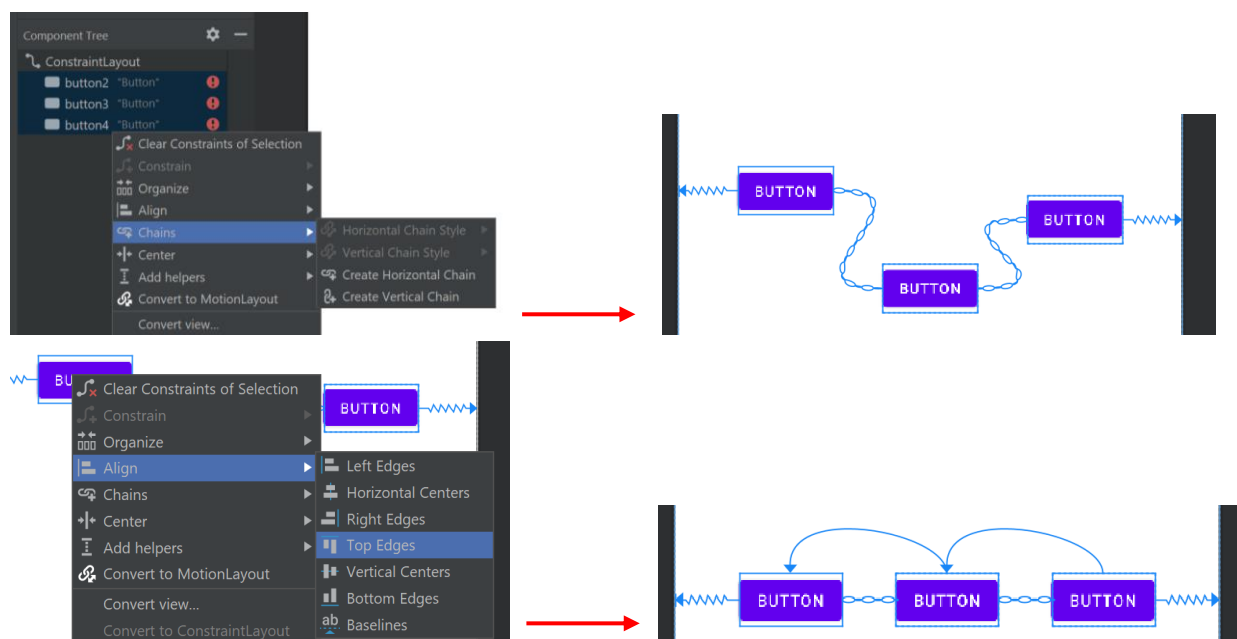 Component Tree
ConstraintLayout
button2 "Button"
button3 "Button"
button4 "Button"
Clear Constraints of Selection
Constrain
Organize
Align
Chains
Center
Add helpers
Convert to MotionLayout
Convert view...
Horizontal Chain Style
Vertical Chain Style
Create Horizontal Chain
Create Vertical Chain
BUTTON
BUTTON
BUTTON
BU
Clear Constraints of Selection
Constrain
Organize
Align
Chains
Center
Add helpers
Convert to MotionLayout
Convert view...
Convert to ConstraintLayout
BUTTON
Left Edges
Horizontal Centers
Right Edges
Top Edges
Vertical Centers
Bottom Edges
ab Baselines
BUTTON
BUTTON
BUTTON